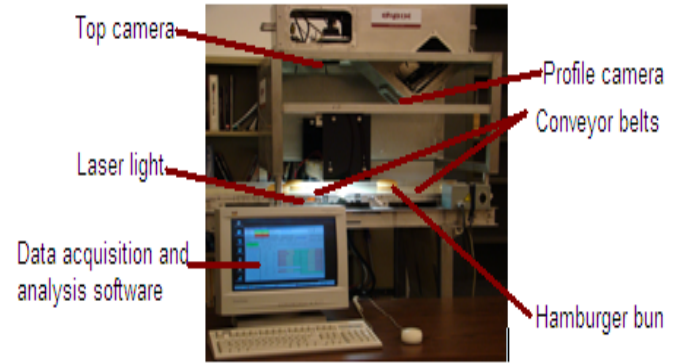 Top camera
Profile camera
Conveyor belts
Laser light
Data acquisition and
analysis software
Hamburger bun